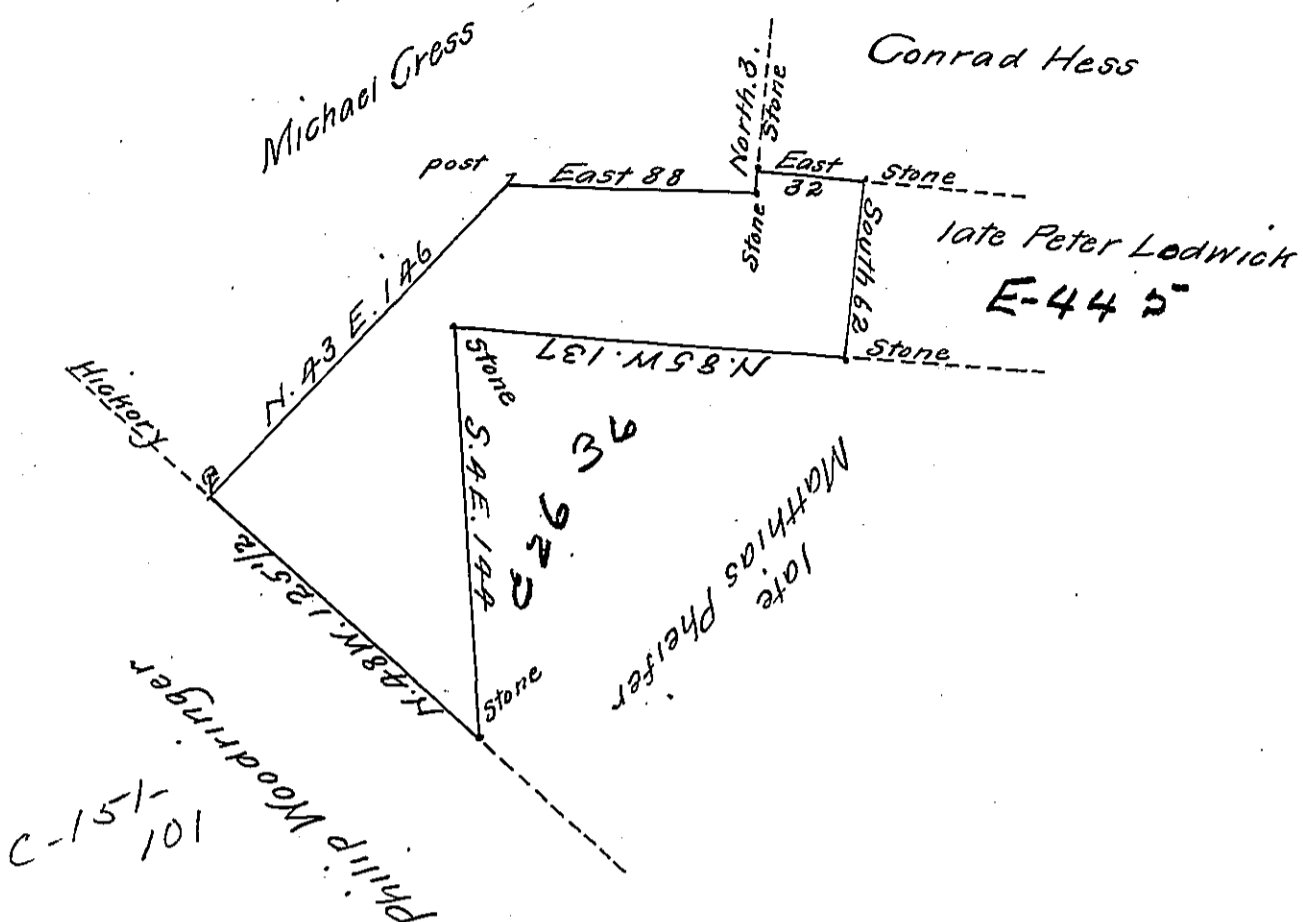 Michael Cress
Conrad Hess
North. 3.
Stone
post
East 88
East
32
Stone
Stone
South 62
late Peter Lodwick
E-44 5
N. 43 E. 146
Stone
N. 85 W. 137
Stone
Hickory
S. 4 E. 144
C 26 36
late
Matthias Pheifer
N. 48 W. 125 1/2
Stone
Phillip Woodringer
C-151-
101